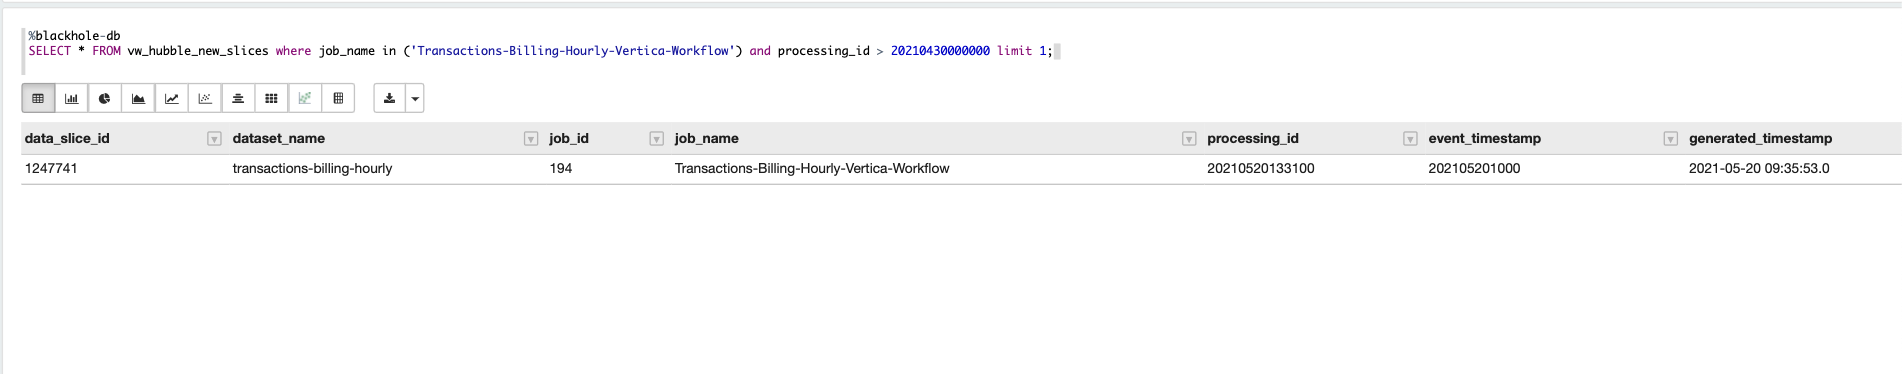 %blackhole-db
SELECT * FROM vw_hubble_new_slices where job_name in ('Transactions-Billing-Hourly-Vertica-Workflow') and processing_id > 20210430000000 limit 1;
data_slice_id dataset_name job_id job_name processing_id event_timestamp generated_timestamp
1247741 transactions-billing-hourly 194 Transactions-Billing-Hourly-Vertica-Workflow 20210520133100 202105201000 2021-05-20 09:35:53.0